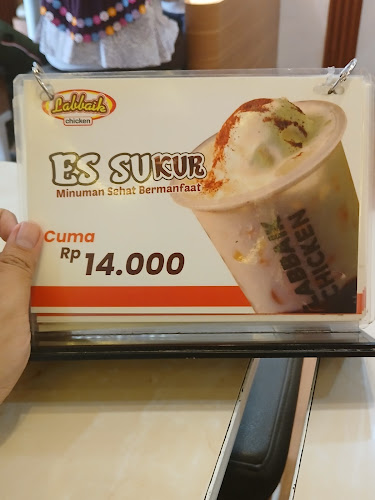 Labbaik
chicken
ES SUKUR
Minuman Sehat Bermanfaat
Cuma
Rp 14.000
LABBAIK
CHICKEN